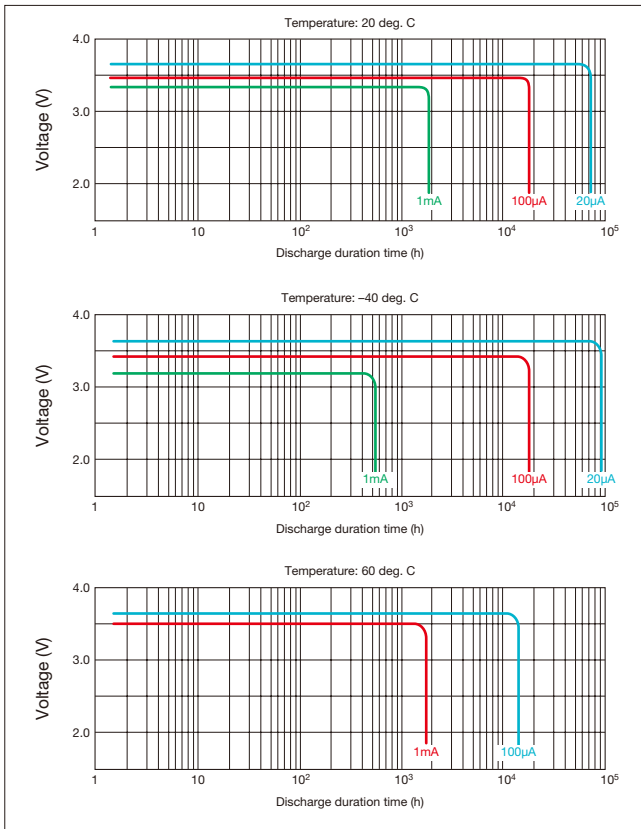 Temperature: 20 deg. C
4.0
3.0
2.0
Voltage (V)
1mA 100µA 20µA
1 10 10² 10³ 10⁴ 10⁵
Discharge duration time (h)
Temperature: –40 deg. C
4.0
3.0
2.0
Voltage (V)
1mA 100µA 20µA
1 10 10² 10³ 10⁴ 10⁵
Discharge duration time (h)
Temperature: 60 deg. C
4.0
3.0
2.0
Voltage (V)
1mA 100µA
1 10 10² 10³ 10⁴ 10⁵
Discharge duration time (h)